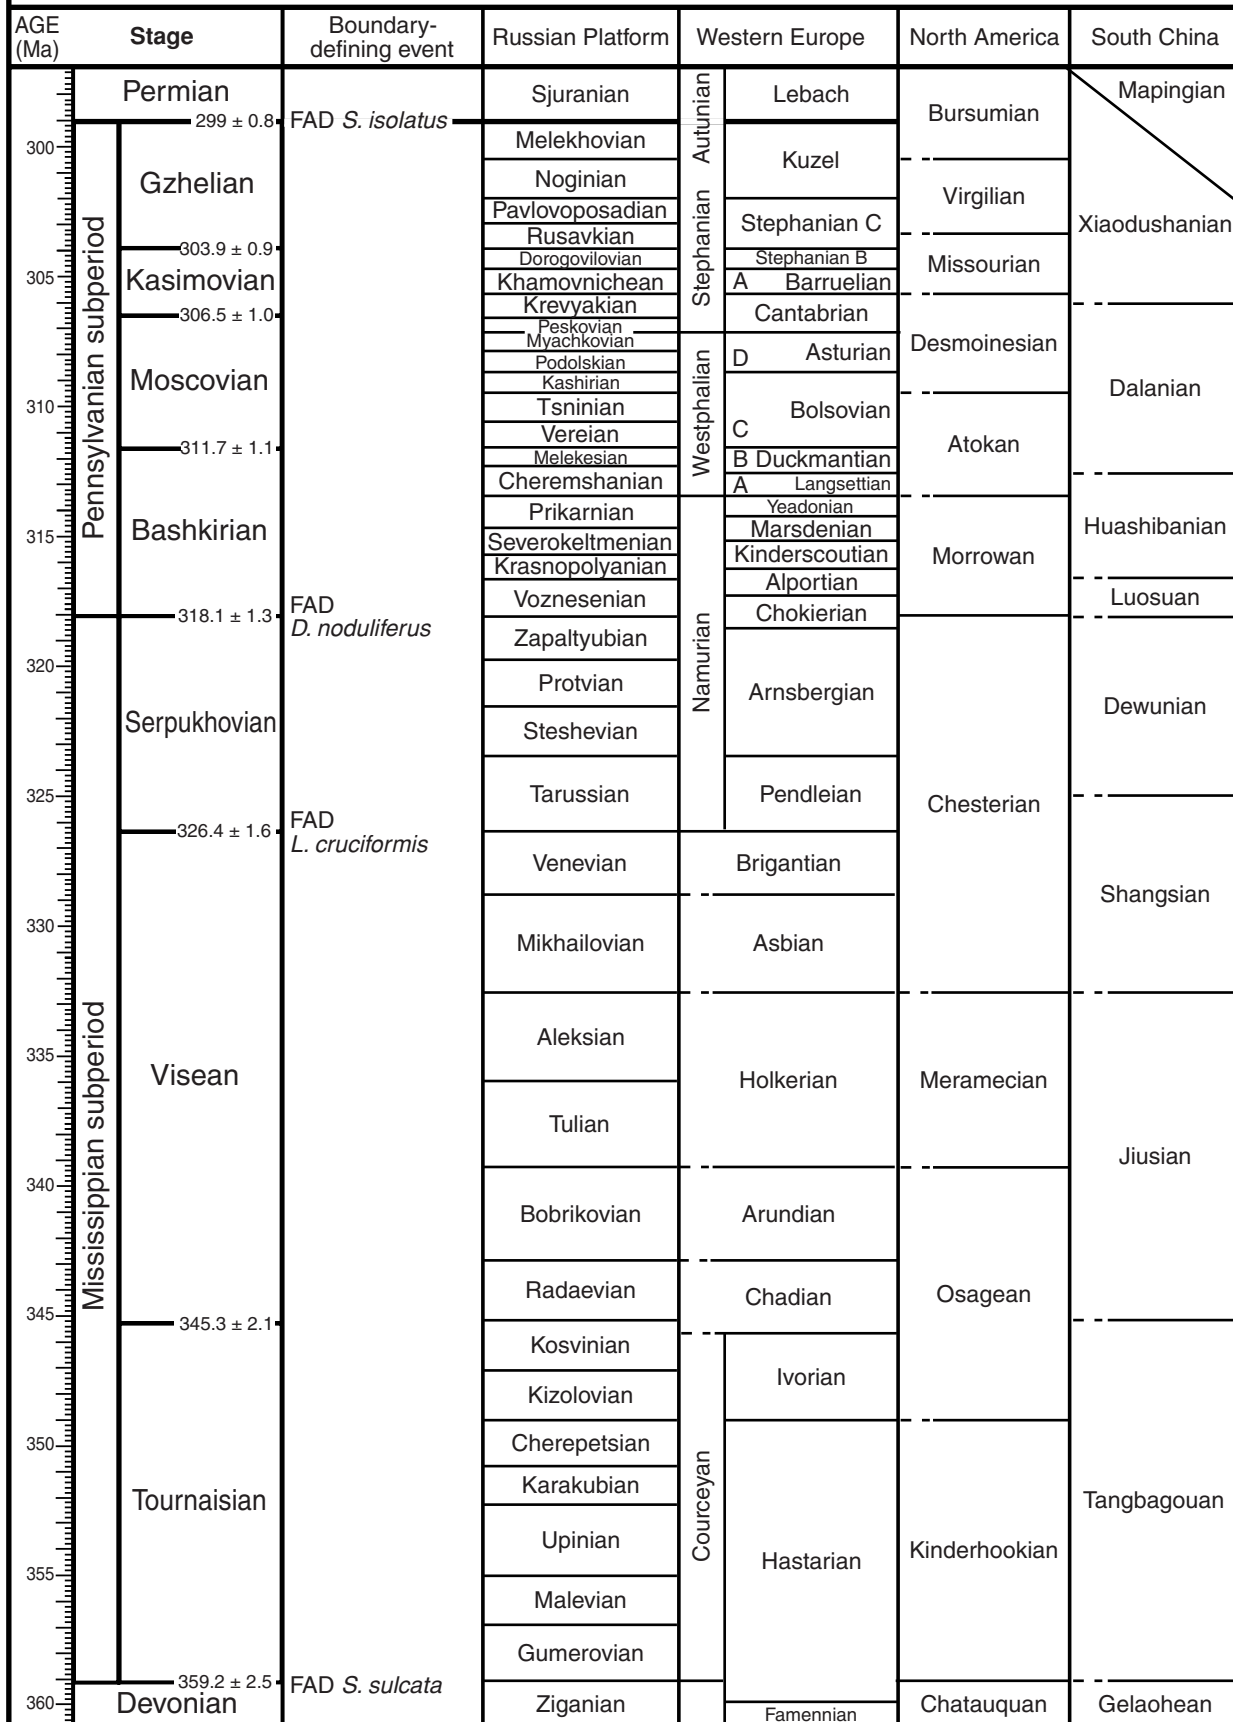 AGE
(Ma)
Stage
Boundary-
defining event
Russian Platform
Western Europe
North America
South China
300
305
310
315
320
325
330
335
340
345
350
355
360
Pennsylvanian subperiod
Mississippian subperiod
Permian
299 ± 0.8
Gzhelian
303.9 ± 0.9
Kasimovian
306.5 ± 1.0
Moscovian
311.7 ± 1.1
Bashkirian
318.1 ± 1.3
Serpukhovian
326.4 ± 1.6
Visean
345.3 ± 2.1
Tournaisian
359.2 ± 2.5
Devonian
FAD S. isolatus
FAD
D. noduliferus
FAD
L. cruciformis
FAD S. sulcata
Sjuranian
Melekhovian
Noginian
Pavlovoposadian
Rusavkian
Dorogovilovian
Khamovnichean
Krevyakian
Peskovian
Myachkovian
Podolskian
Kashirian
Tsninian
Vereian
Melekesian
Cheremshanian
Prikarnian
Severokeltmenian
Krasnopolyanian
Voznesenian
Zapaltyubian
Protvian
Steshevian
Tarussian
Venevian
Mikhailovian
Aleksian
Tulian
Bobrikovian
Radaevian
Kosvinian
Kizolovian
Cherepetsian
Karakubian
Upinian
Malevian
Gumerovian
Ziganian
Autunian
Stephanian
Westphalian
Namurian
Courceyan
Lebach
Kuzel
Stephanian C
Stephanian B
A Barruelian
Cantabrian
D Asturian
Bolsovian
C
B Duckmantian
A Langsettian
Yeadonian
Marsdenian
Kinderscoutian
Alportian
Chokierian
Arnsbergian
Pendleian
Brigantian
Asbian
Holkerian
Arundian
Chadian
Ivorian
Hastarian
Famennian
Bursumian
Virgilian
Missourian
Desmoinesian
Atokan
Morrowan
Chesterian
Meramecian
Osagean
Kinderhookian
Chatauquan
Mapingian
Xiaodushanian
Dalanian
Huashibanian
Luosuan
Dewunian
Shangsian
Jiusian
Tangbagouan
Gelaohean